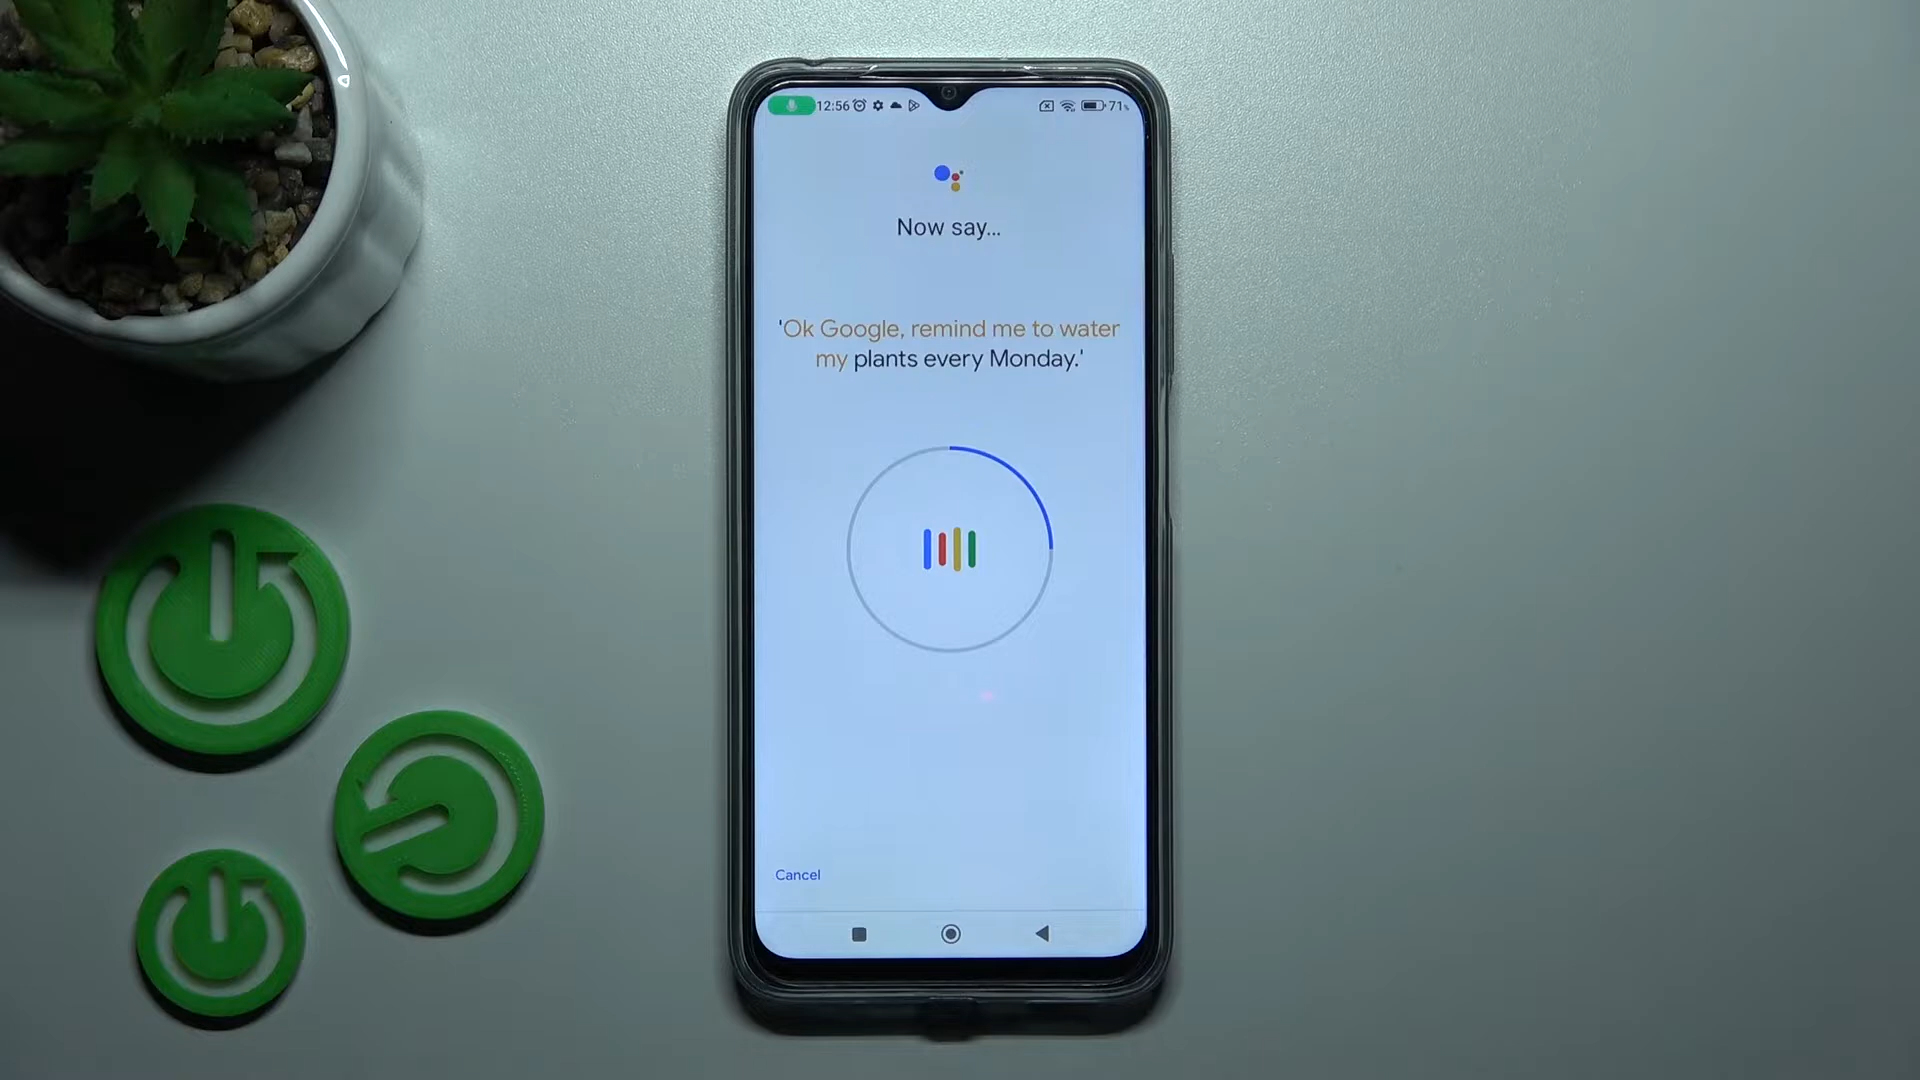 12:56
71%
Now say...
'Ok Google, remind me to water
my plants every Monday.'
Cancel